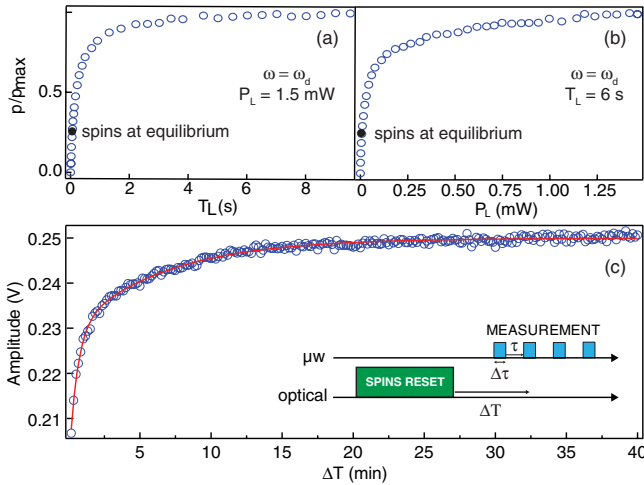 (a)
ω = ω_d
P_L = 1.5 mW
spins at equilibrium
p/p_max
0.5
0.0
0 2 4 6 8
T_L(s)
(b)
ω = ω_d
T_L = 6 s
spins at equilibrium
0.25 0.50 0.75 1.00 1.25
P_L (mW)
(c)
Amplitude (V)
0.25
0.24
0.23
0.22
0.21
MEASUREMENT
τ
μw
Δτ
SPINS RESET
optical
ΔT
5 10 15 20 25 30 35 40
ΔT (min)